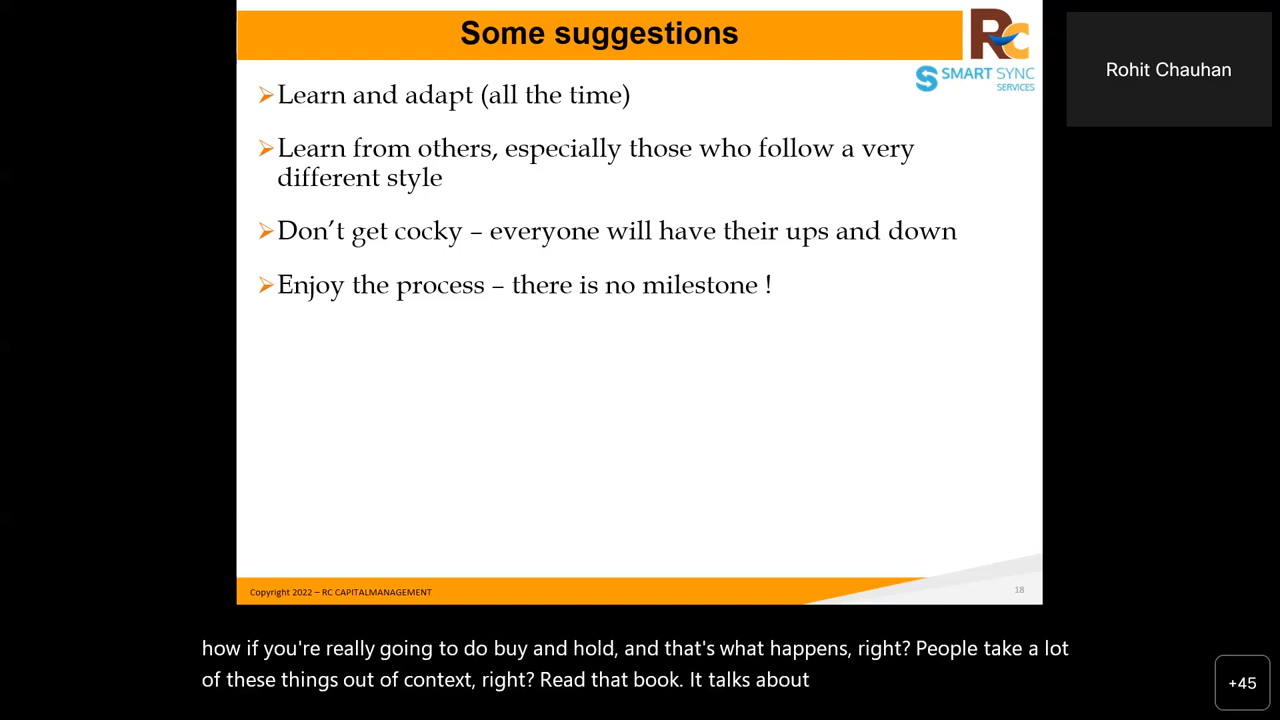 Some suggestions
RC
SMART SYNC
SERVICES
Rohit Chauhan
➢Learn and adapt (all the time)
➢Learn from others, especially those who follow a very
different style
➢Don’t get cocky – everyone will have their ups and down
➢Enjoy the process – there is no milestone !
Copyright 2022 – RC CAPITALMANAGEMENT
18
how if you're really going to do buy and hold, and that's what happens, right? People take a lot
of these things out of context, right? Read that book. It talks about
+45